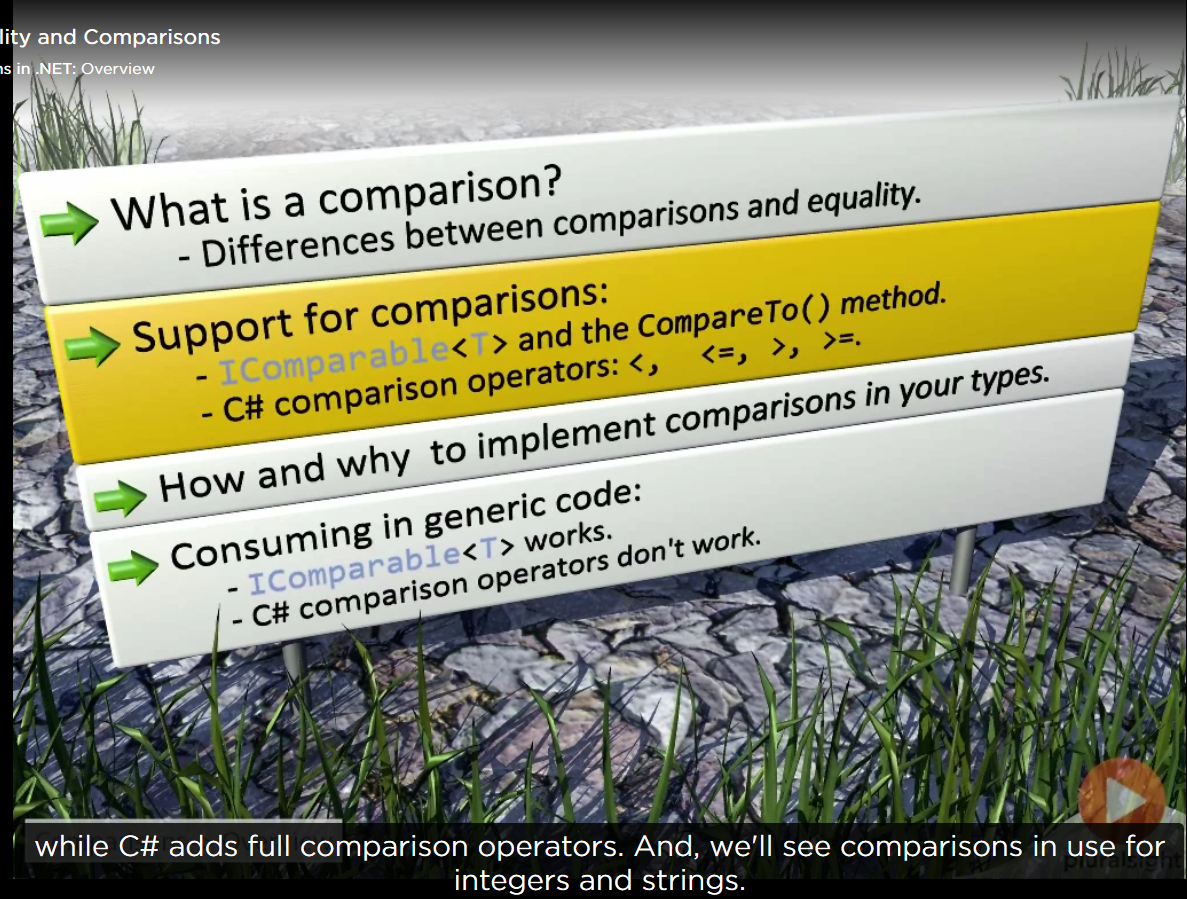 lity and Comparisons
ns in .NET: Overview
What is a comparison?
- Differences between comparisons and equality.
Support for comparisons:
- IComparable<T> and the CompareTo() method.
- C# comparison operators: <, <=, >, >=.
How and why to implement comparisons in your types.
Consuming in generic code:
- IComparable<T> works.
- C# comparison operators don't work.
while C# adds full comparison operators. And, we'll see comparisons in use for
integers and strings.
pluralsight